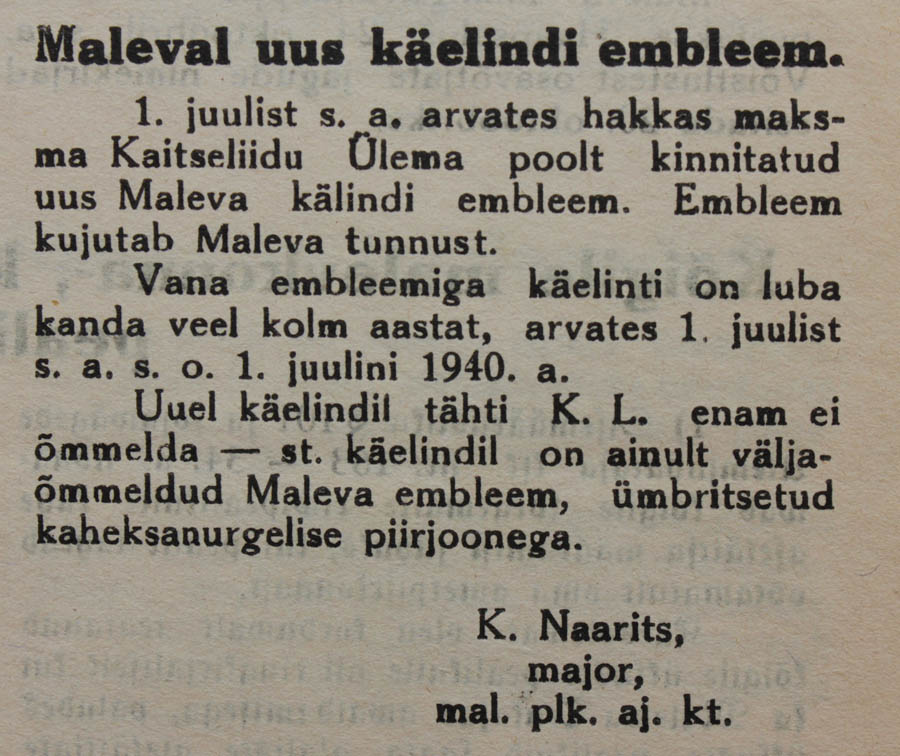 Maleval uus käelindi embleem.
1. juulist s. a. arvates hakkas maks-
ma Kaitseliidu Ülema poolt kinnitatud
uus Maleva kälindi embleem. Embleem
kujutab Maleva tunnust.
Vana embleemiga käelinti on luba
kanda veel kolm aastat, arvates 1. juulist
s. a. s. o. 1. juulini 1940. a.
Uuel käelindil tähti K. L. enam ei
õmmelda — st. käelindil on ainult välja-
õmmeldud Maleva embleem, ümbritsetud
kaheksanurgelise piirjoonega.
K. Naarits,
major,
mal. plk. aj. kt.